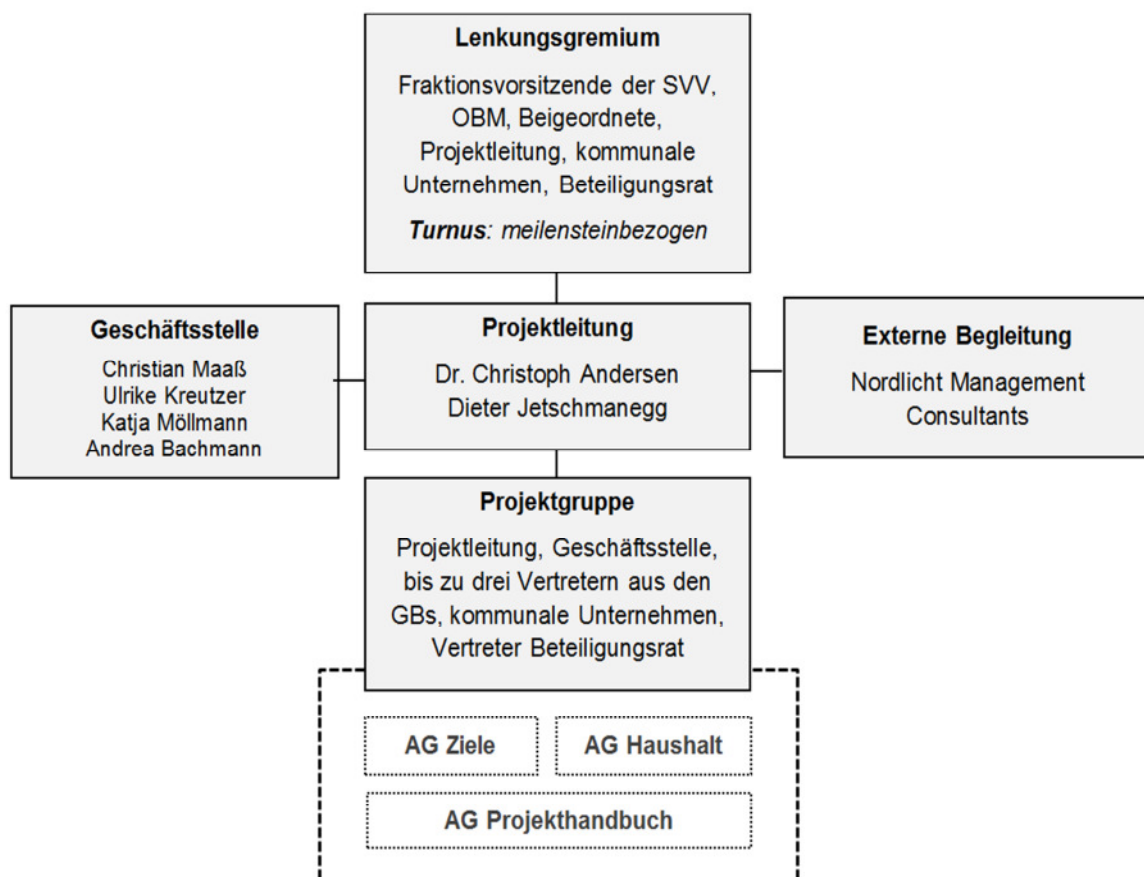 Lenkungsgremium
Fraktionsvorsitzende der SVV,
OBM, Beigeordnete,
Projektleitung, kommunale
Unternehmen, Beteiligungsrat
Turnus: meilensteinbezogen
Geschäftsstelle
Christian Maaß
Ulrike Kreutzer
Katja Möllmann
Andrea Bachmann
Projektleitung
Dr. Christoph Andersen
Dieter Jetschmanegg
Externe Begleitung
Nordlicht Management
Consultants
Projektgruppe
Projektleitung, Geschäftsstelle,
bis zu drei Vertretern aus den
GBs, kommunale Unternehmen,
Vertreter Beteiligungsrat
AG Ziele
AG Haushalt
AG Projekthandbuch